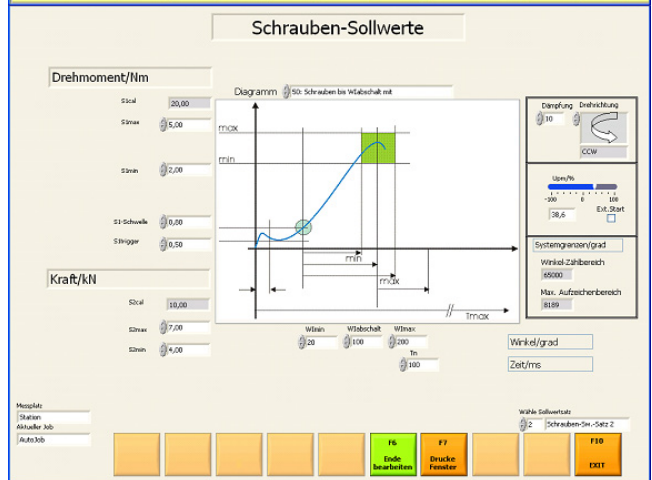 Schrauben-Sollwerte
Drehmoment/Nm
S1cal 20,00
S1max 5,00
S1min 2,00
S1-Schwelle 0,80
S1trigger 0,50
Kraft/kN
S2cal 10,00
S2max 7,00
S2min 4,00
Diagramm 50: Schrauben bis WIabschalt mit
max
min
min
max
Tmax
WImin WIabschalt WImax
20 100 200
Tn
100
Dämpfung Drehrichtung
10
CCW
Upm/%
-100 0 100
38,6 Ext.Start
Systemgrenzen/grad
Winkel-Zählbereich
65000
Max. Aufzeichenbereich
8189
Winkel/grad
Zeit/ms
Messplatz
Station
Aktueller Job
AutoJob
Wähle Sollwertsatz
2 Schrauben-Sw.-Satz 2
F6
Ende
bearbeiten
F7
Drucke
Fenster
F10
EXIT